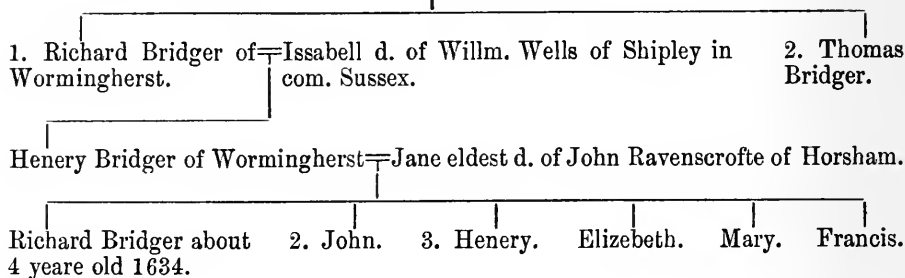 1. Richard Bridger of Issabell d. of Willm. Wells of Shipley in 2. Thomas
Wormingherst. com. Sussex. Bridger.
Henery Bridger of Wormingherst Jane eldest d. of John Ravenscrofte of Horsham.
Richard Bridger about 2. John. 3. Henery. Elizebeth. Mary. Francis.
4 yeare old 1634.